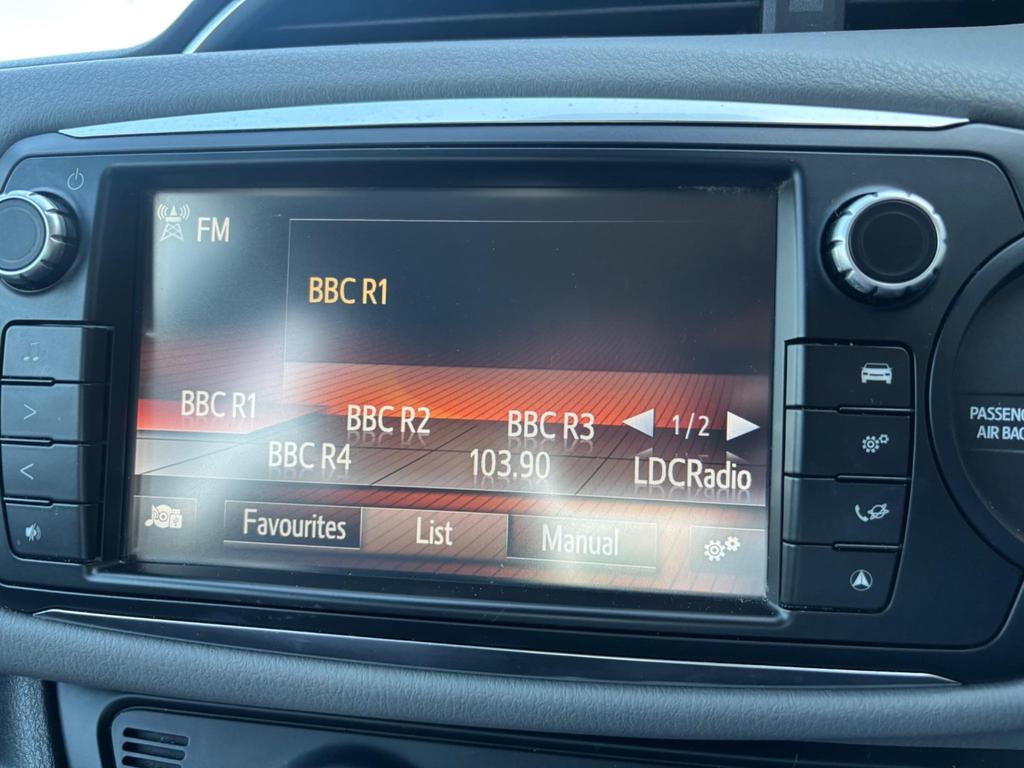 FM
BBC R1
BBC R1 BBC R2 BBC R3 1/2
BBC R4 103.90 LDCRadio
Favourites List Manual
PASSENG
AIR BAG